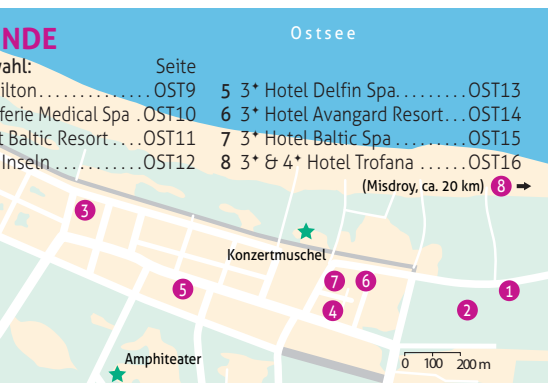 NDE
Ostsee
ahl: Seite
ilton..............OST9
ferie Medical Spa .OST10
t Baltic Resort....OST11
Inseln...........OST12
5 3+ Hotel Delfin Spa.........OST13
6 3+ Hotel Avangard Resort...OST14
7 3+ Hotel Baltic Spa..........OST15
8 3+ & 4+ Hotel Trofana ......OST16
(Misdroy, ca. 20 km) 8 ➡
3
Konzertmuschel
7 6
5
1
4
2
Amphiteater
0 100 200 m